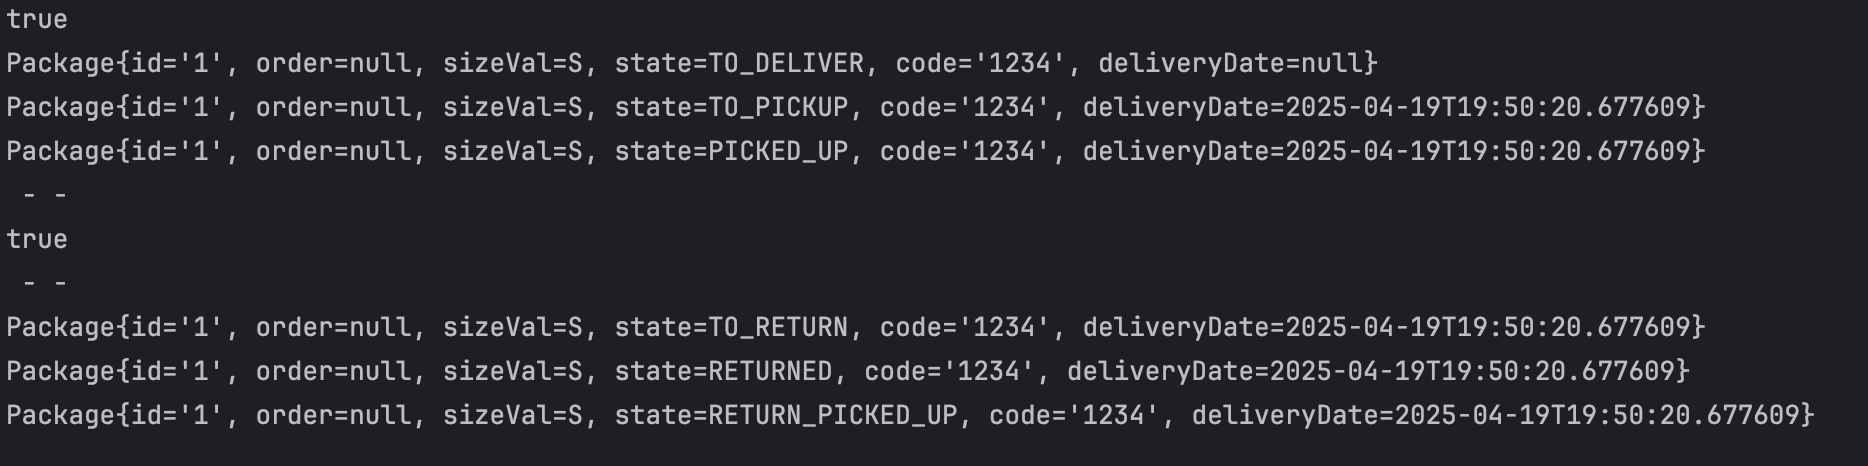 true
Package{id='1', order=null, sizeVal=S, state=TO_DELIVER, code='1234', deliveryDate=null}
Package{id='1', order=null, sizeVal=S, state=TO_PICKUP, code='1234', deliveryDate=2025-04-19T19:50:20.677609}
Package{id='1', order=null, sizeVal=S, state=PICKED_UP, code='1234', deliveryDate=2025-04-19T19:50:20.677609}
 - -
true
 - -
Package{id='1', order=null, sizeVal=S, state=TO_RETURN, code='1234', deliveryDate=2025-04-19T19:50:20.677609}
Package{id='1', order=null, sizeVal=S, state=RETURNED, code='1234', deliveryDate=2025-04-19T19:50:20.677609}
Package{id='1', order=null, sizeVal=S, state=RETURN_PICKED_UP, code='1234', deliveryDate=2025-04-19T19:50:20.677609}